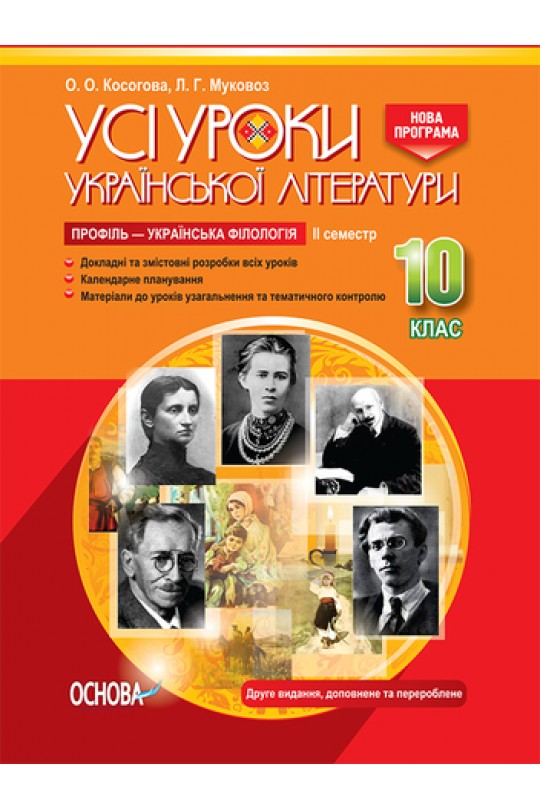 О. О. Косогова, Л. Г. Муковоз
УСІ УРОКИ
УКРАЇНСЬКОЇ ЛІТЕРАТУРИ
НОВА
ПРОГРАМА
ПРОФІЛЬ — УКРАЇНСЬКА ФІЛОЛОГІЯ ІІ семестр
Докладні та змістовні розробки всіх уроків
Календарне планування
Матеріали до уроків узагальнення та тематичного контролю
10
КЛАС
ОСНОВА
Друге видання, доповнене та перероблене